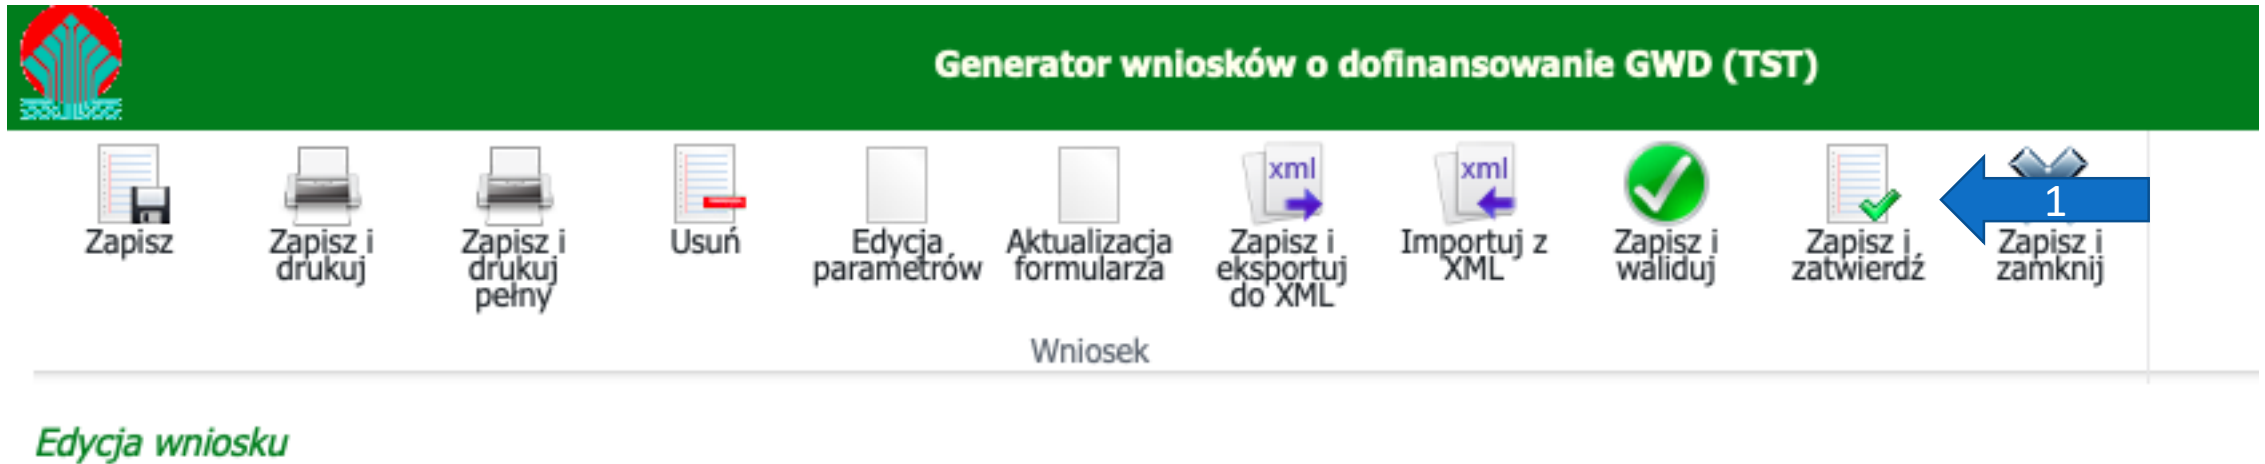 Generator wniosków o dofinansowanie GWD (TST)
xml
xml
1
Zapisz
Zapisz i
drukuj
Zapisz i
drukuj
pełny
Usuń
Edycja
parametrów
Aktualizacja
formularza
Zapisz i
eksportuj
do XML
Importuj z
XML
Zapisz i
waliduj
Zapisz i
zatwierdź
Zapisz i
zamknij
Wniosek
Edycja wniosku